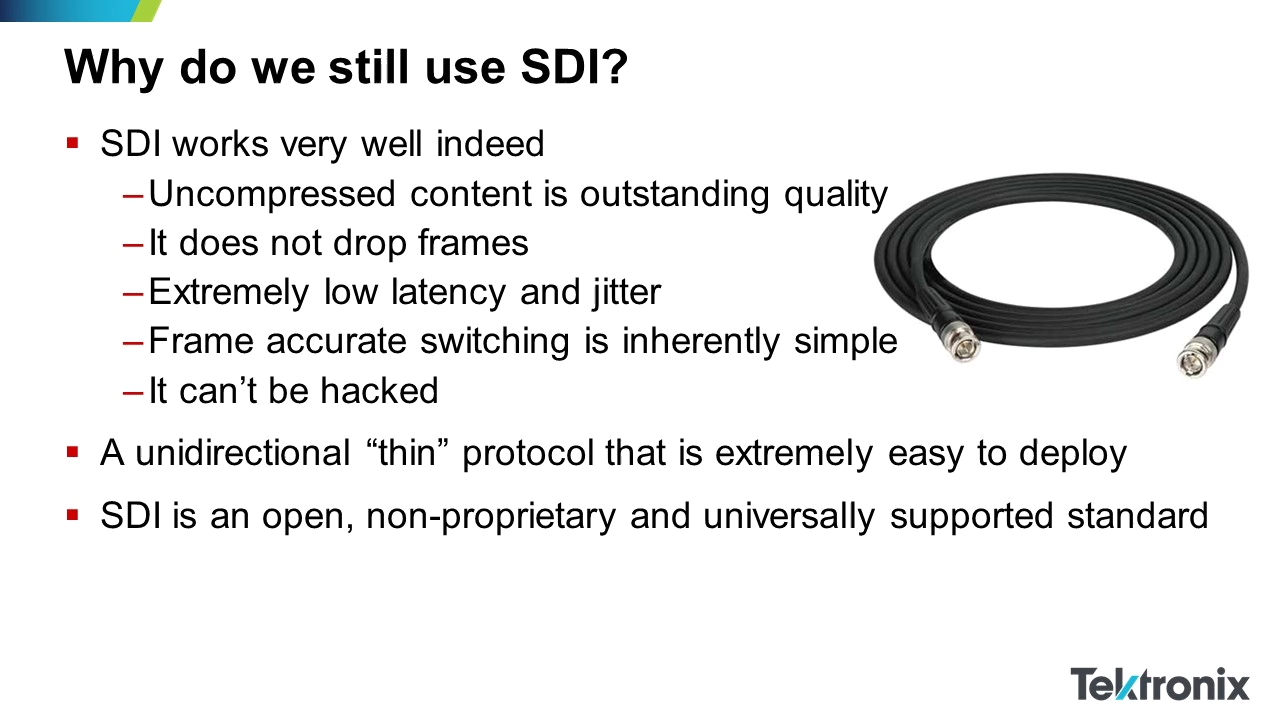 Why do we still use SDI?
▪ SDI works very well indeed
– Uncompressed content is outstanding quality
– It does not drop frames
– Extremely low latency and jitter
– Frame accurate switching is inherently simple
– It can’t be hacked
▪ A unidirectional “thin” protocol that is extremely easy to deploy
▪ SDI is an open, non-proprietary and universally supported standard
Tektronix